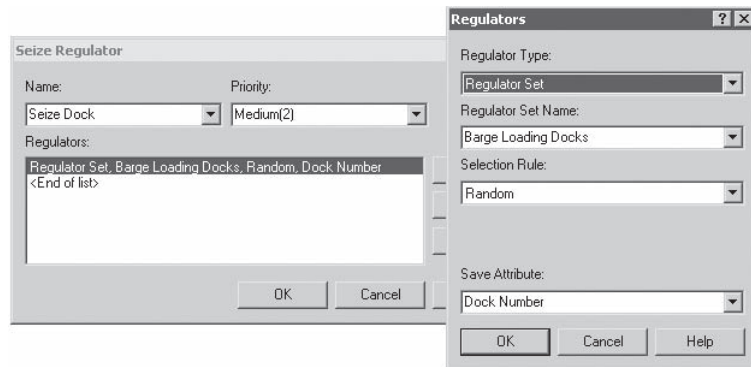 Seize Regulator
Name:
Priority:
Seize Dock
Medium(2)
Regulators:
Regulator Set, Barge Loading Docks, Random, Dock Number
<End of list>
OK
Cancel
Regulators
?
X
Regulator Type:
Regulator Set
Regulator Set Name:
Barge Loading Docks
Selection Rule:
Random
Save Attribute:
Dock Number
OK
Cancel
Help